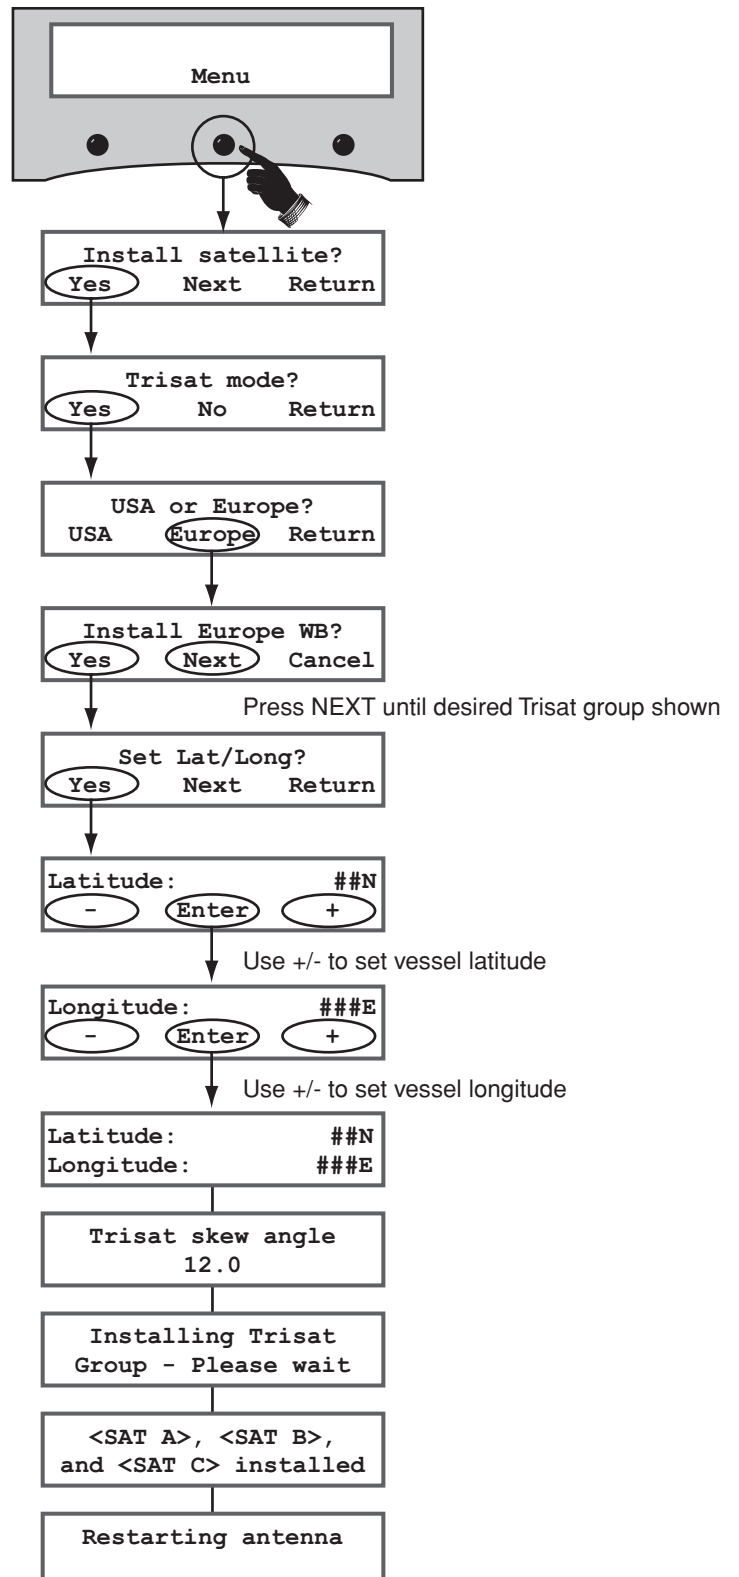 Menu
Install satellite?
Yes Next Return
Trisat mode?
Yes No Return
USA or Europe?
USA Europe Return
Install Europe WB?
Yes Next Cancel
Press NEXT until desired Trisat group shown
Set Lat/Long?
Yes Next Return
Latitude: ##N
- Enter +
Use +/- to set vessel latitude
Longitude: ###E
- Enter +
Use +/- to set vessel longitude
Latitude: ##N
Longitude: ###E
Trisat skew angle
12.0
Installing Trisat
Group - Please wait
<SAT A>, <SAT B>,
and <SAT C> installed
Restarting antenna